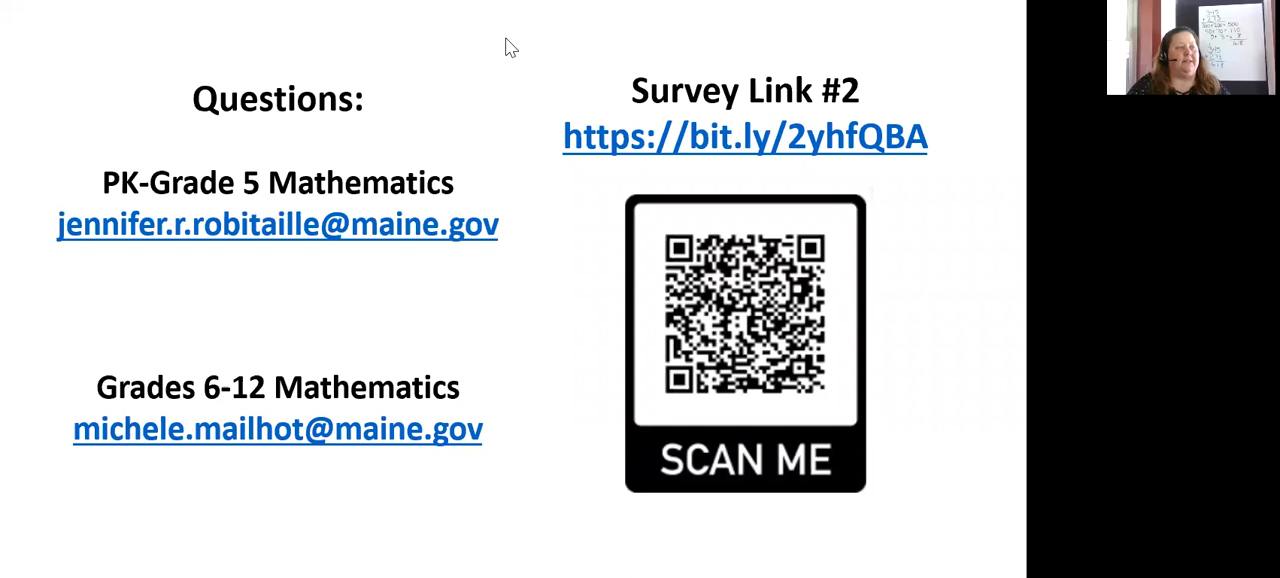 Questions:
PK-Grade 5 Mathematics
jennifer.r.robitaille@maine.gov
Grades 6-12 Mathematics
michele.mailhot@maine.gov
Survey Link #2
https://bit.ly/2yhfQBA
SCAN ME